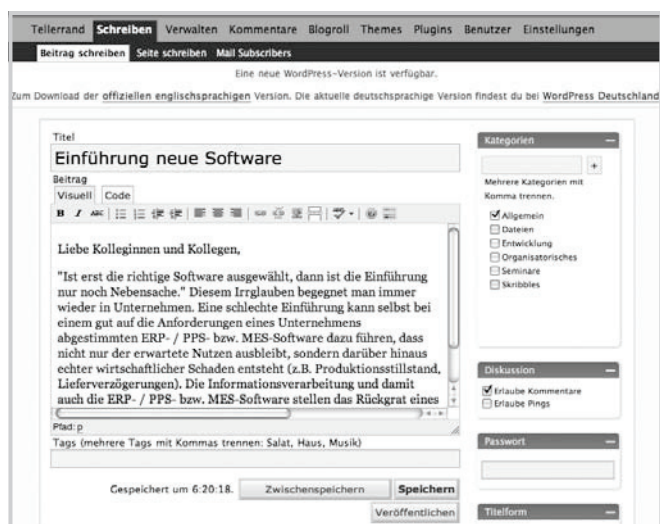 Tellerrand Schreiben Verwalten Kommentare Blogroll Themes Plugins Benutzer Einstellungen
Beitrag schreiben Seite schreiben Mail Subscribers
Eine neue WordPress-Version ist verfügbar.
Zum Download der offiziellen englischsprachigen Version. Die aktuelle deutschsprachige Version findest du bei WordPress Deutschland
Titel
Einführung neue Software
Beitrag
Visuell Code
B I ABC
Liebe Kolleginnen und Kollegen,
"Ist erst die richtige Software ausgewählt, dann ist die Einführung
nur noch Nebensache." Diesem Irrglauben begegnet man immer
wieder in Unternehmen. Eine schlechte Einführung kann selbst bei
einem gut auf die Anforderungen eines Unternehmens
abgestimmten ERP- / PPS- bzw. MES-Software dazu führen, dass
nicht nur der erwartete Nutzen ausbleibt, sondern darüber hinaus
echter wirtschaftlicher Schaden entsteht (z.B. Produktionsstillstand,
Lieferverzögerungen). Die Informationsverarbeitung und damit
auch die ERP- / PPS- bzw. MES-Software stellen das Rückgrat eines
Pfad: p
Tags (mehrere Tags mit Kommas trennen: Salat, Haus, Musik)
Gespeichert um 6:20:18. Zwischenspeichern Speichern
Veröffentlichen
Kategorien
+
Mehrere Kategorien mit
Komma trennen.
Allgemein
Dateien
Entwicklung
Organisatorisches
Seminare
Skribbles
Diskussion
Erlaube Kommentare
Erlaube Pings
Passwort
Titelform